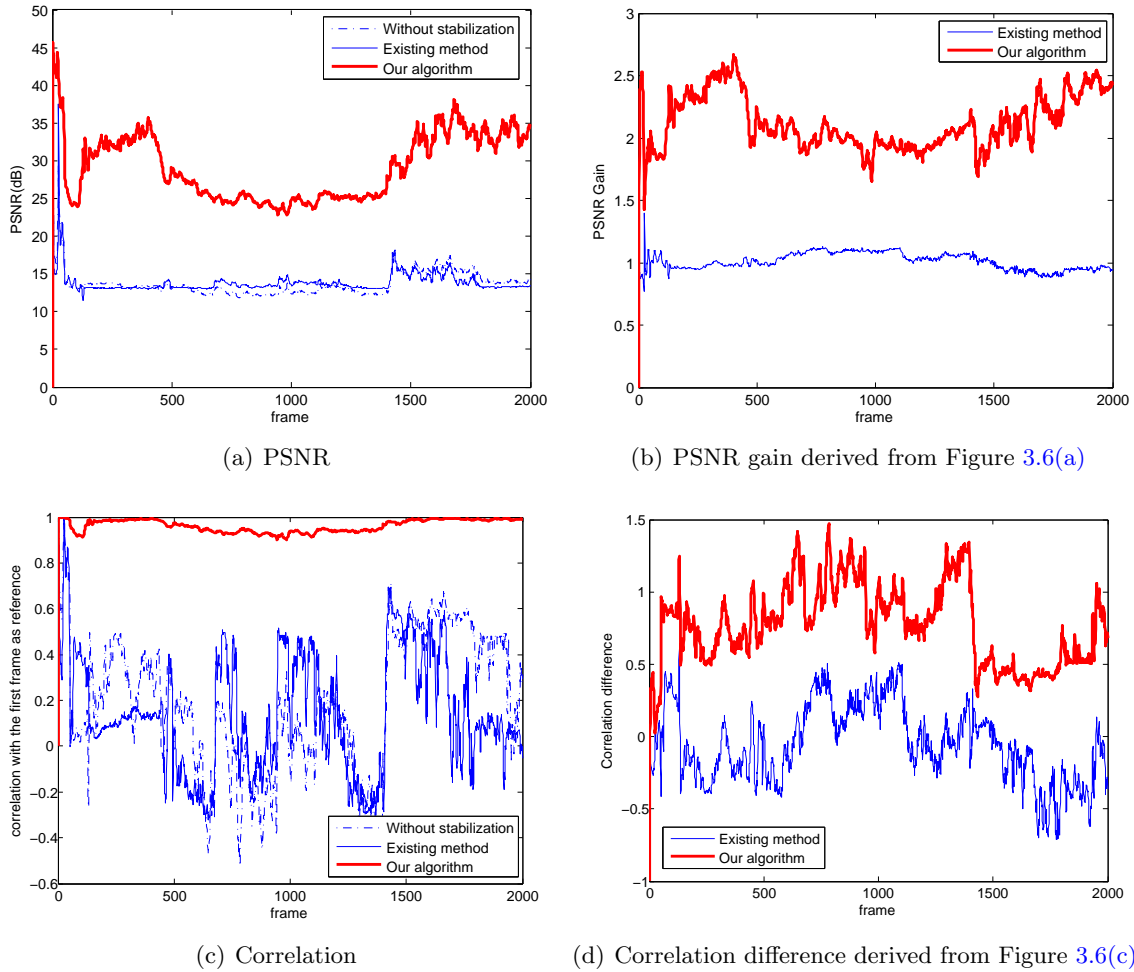 50
45
40
35
30
25
20
15
10
5
0
0 500 1000 1500 2000
PSNR(dB)
frame
Without stabilization
Existing method
Our algorithm
(a) PSNR
3
2.5
2
1.5
1
0.5
0
0 500 1000 1500 2000
PSNR Gain
frame
Existing method
Our algorithm
(b) PSNR gain derived from Figure 3.6(a)
1
0.8
0.6
0.4
0.2
0
−0.2
−0.4
−0.6
500 1000 1500 2000
correlation with the first frame as reference
frame
Without stabilization
Existing method
Our algorithm
(c) Correlation
1.5
1
0.5
0
−0.5
−1
0 500 1000 1500 2000
Correlation difference
frame
Existing method
Our algorithm
(d) Correlation difference derived from Figure 3.6(c)